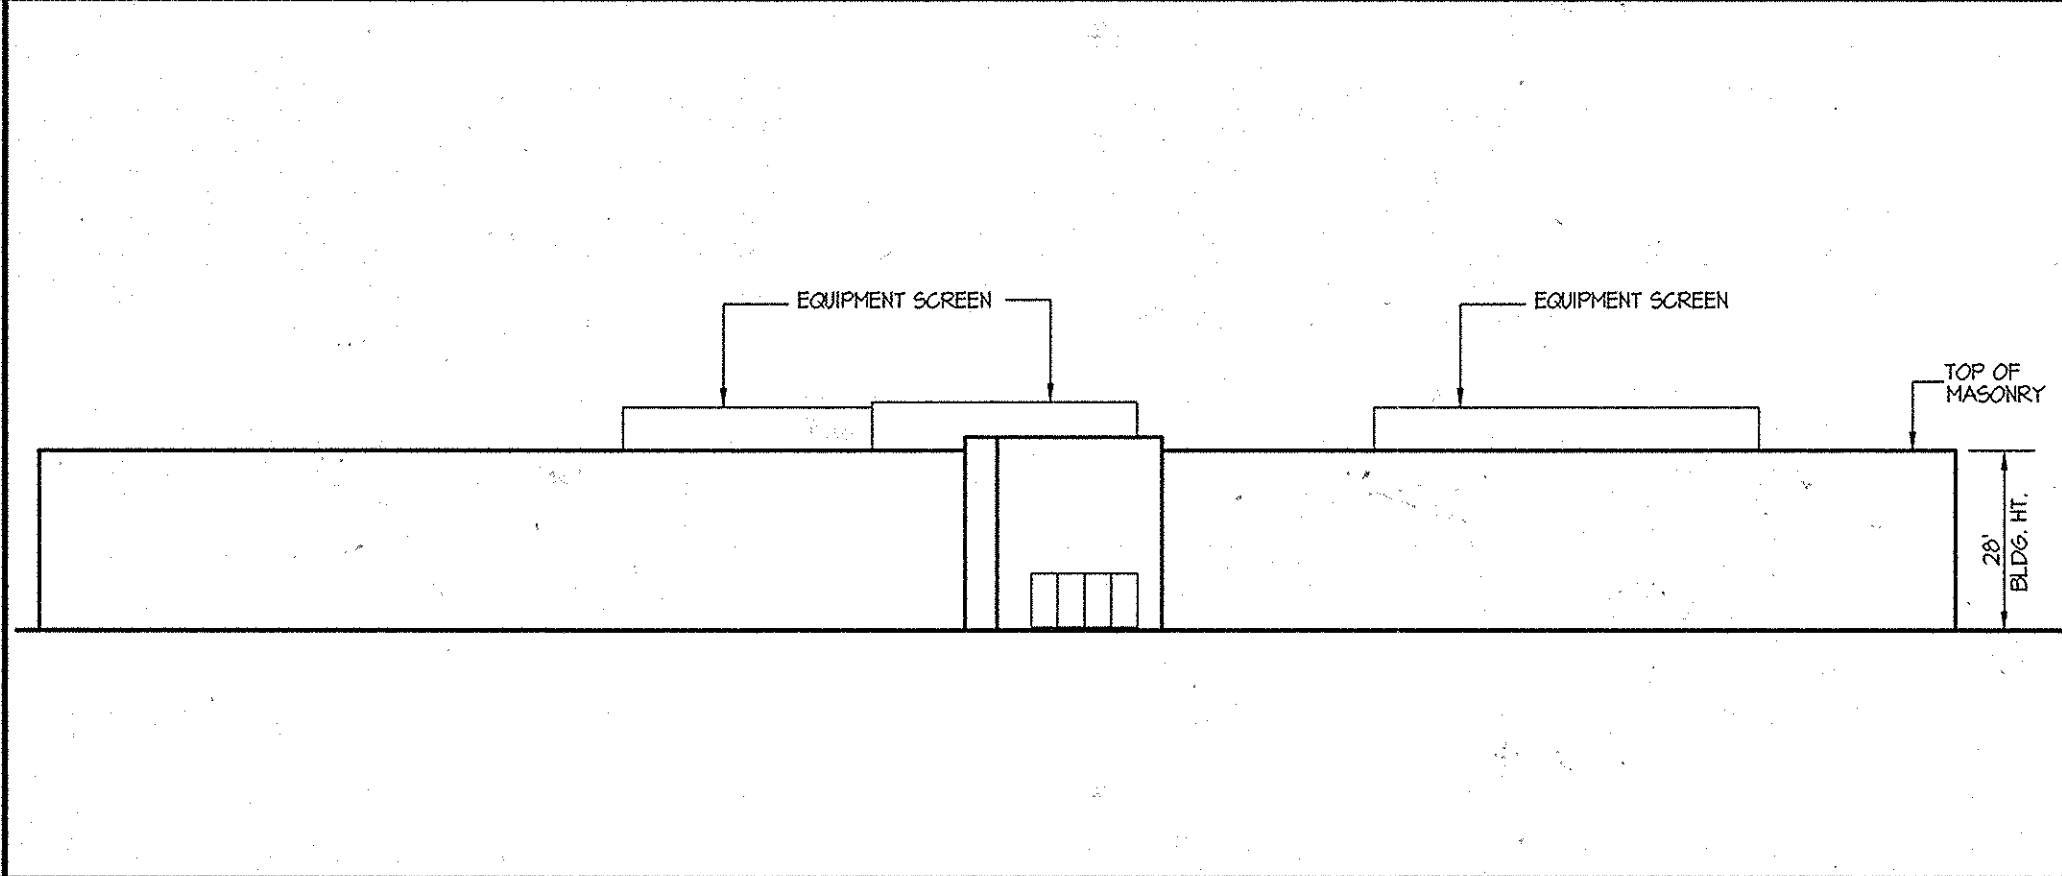 EQUIPMENT SCREEN
EQUIPMENT SCREEN
TOP OF
MASONRY
28'
BLDG. HT.